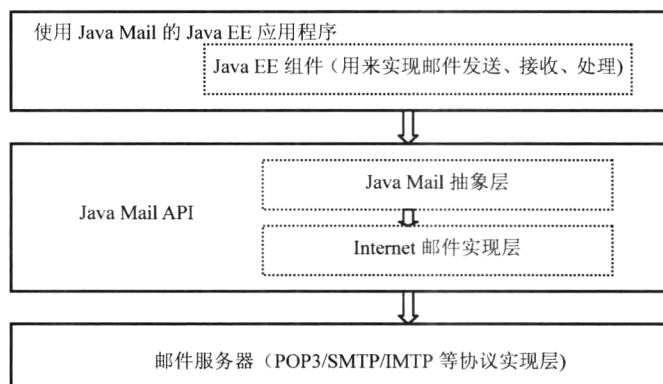 使用 Java Mail 的 Java EE 应用程序
Java EE 组件（用来实现邮件发送、接收、处理)
Java Mail 抽象层
Java Mail API
Internet 邮件实现层
邮件服务器（POP3/SMTP/IMTP 等协议实现层)